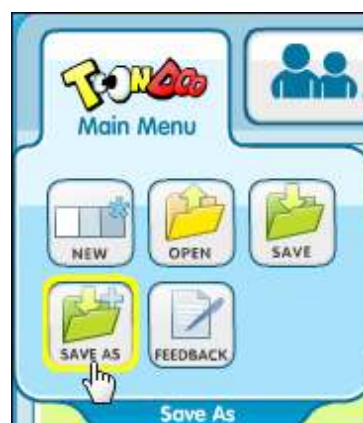 TOONDOO
Main Menu
NEW
OPEN
SAVE
SAVE AS
FEEDBACK
Save As